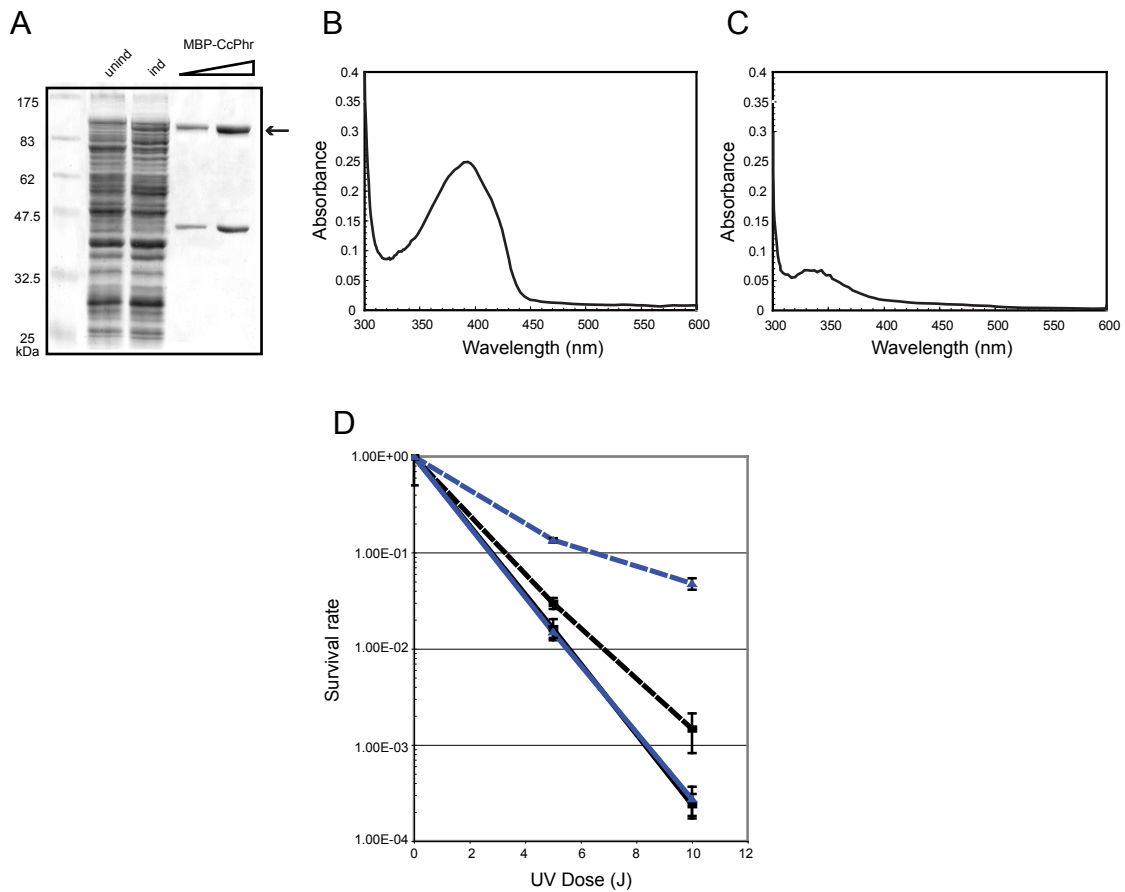 A
unind
ind
MBP-CcPhr
175
83
62
47.5
32.5
25
kDa
B
Absorbance
0.4
0.35
0.3
0.25
0.2
0.15
0.1
0.05
0
300
350
400
450
500
550
600
Wavelength (nm)
C
Absorbance
0.4
0.35
0.3
0.25
0.2
0.15
0.1
0.05
0
300
350
400
450
500
550
600
Wavelength (nm)
D
Survival rate
1.00E+00
1.00E-01
1.00E-02
1.00E-03
1.00E-04
0
2
4
6
8
10
12
UV Dose (J)